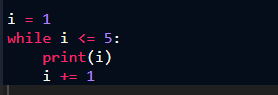 i = 1
while i <= 5:
    print(i)
    i += 1